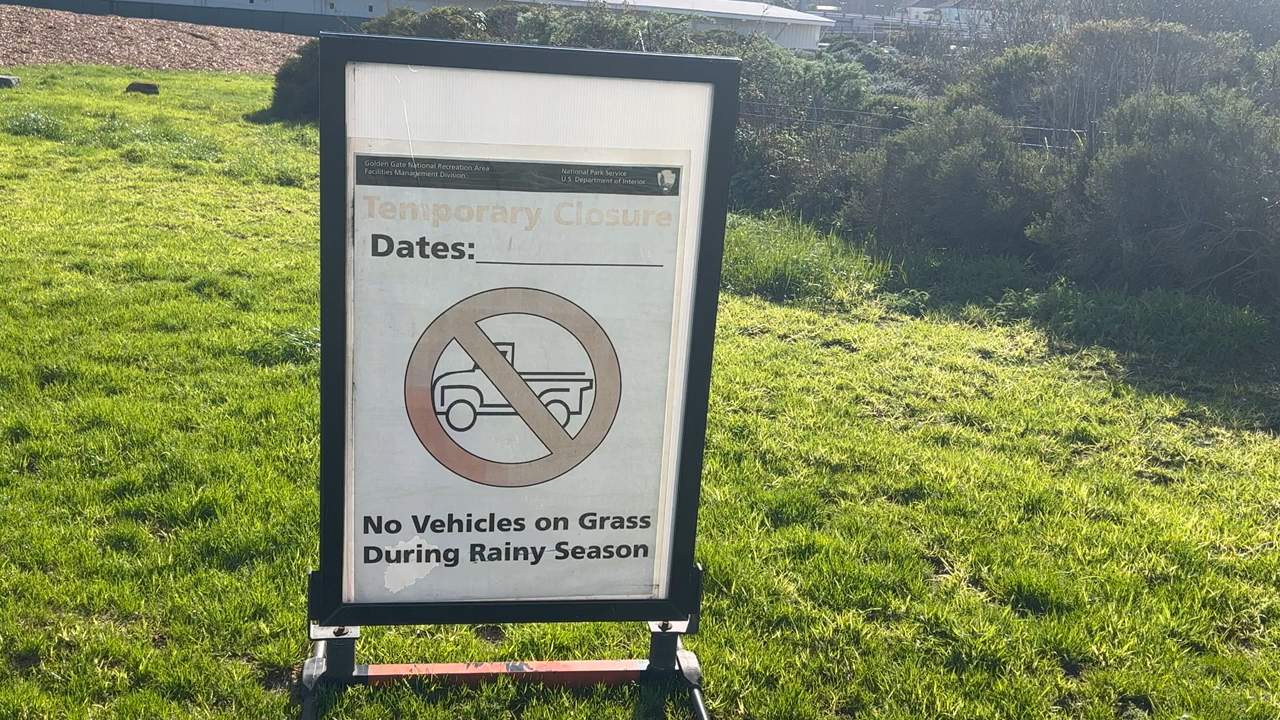 Golden Gate National Recreation Area
Facilities Management Division
National Park Service
U.S. Department of Interior
Temporary Closure
Dates:
No Vehicles on Grass
During Rainy Season